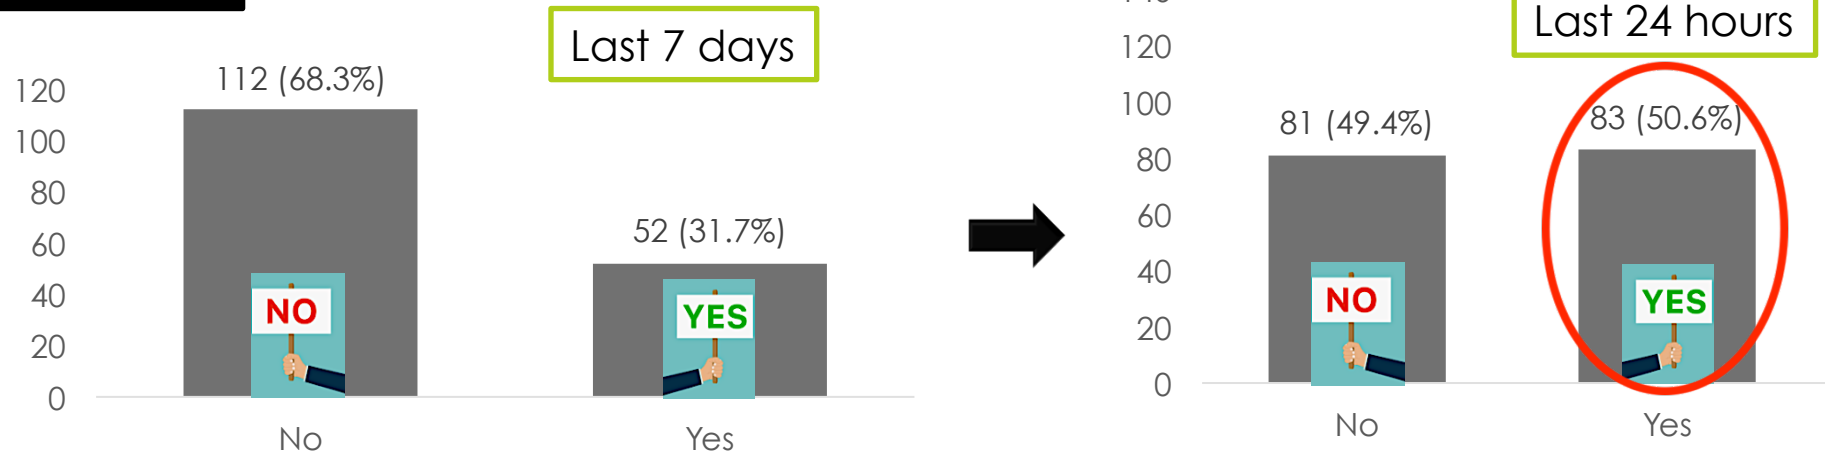 Last 7 days
112 (68.3%)
52 (31.7%)
120
100
80
60
40
20
0
NO
YES
No
Yes
Last 24 hours
81 (49.4%)
83 (50.6%)
120
100
80
60
40
20
0
NO
YES
No
Yes